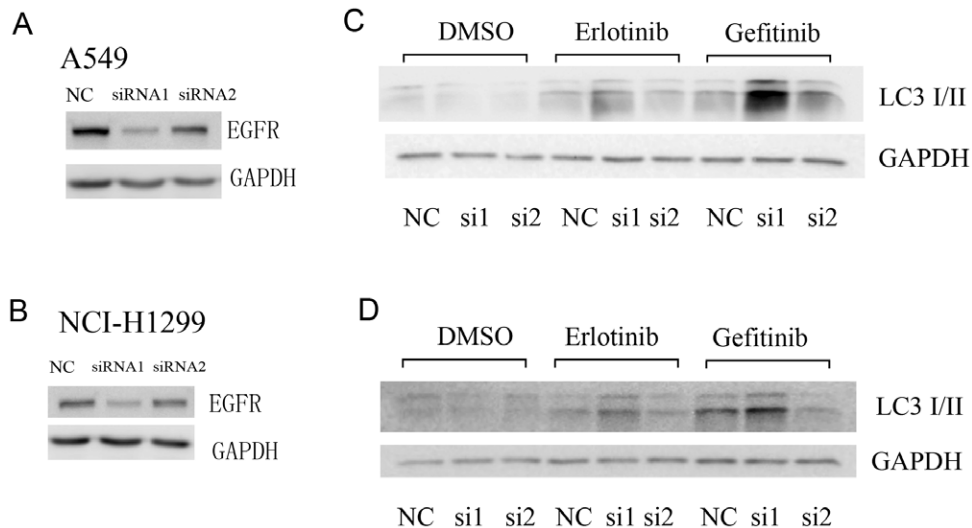 A
A549
NC siRNA1 siRNA2
EGFR
GAPDH
B
NCI-H1299
NC siRNA1 siRNA2
EGFR
GAPDH
C
DMSO Erlotinib Gefitinib
LC3 I/II
GAPDH
NC si1 si2 NC si1 si2 NC si1 si2
D
DMSO Erlotinib Gefitinib
LC3 I/II
GAPDH
NC si1 si2 NC si1 si2 NC si1 si2